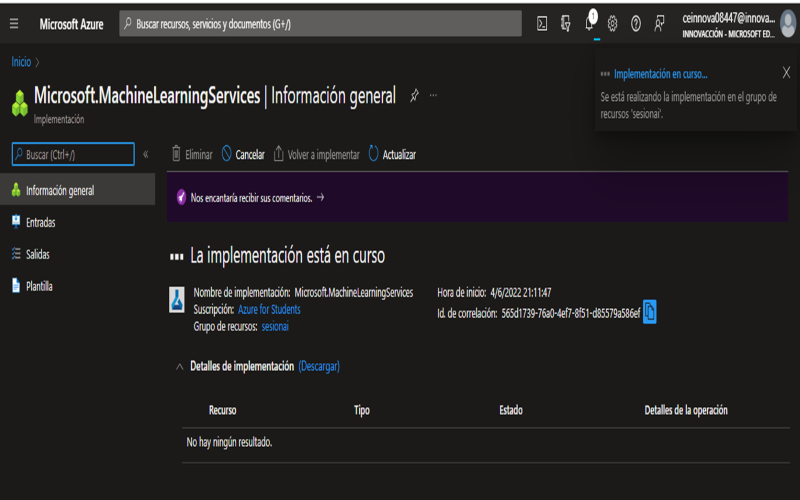 Microsoft Azure
Buscar recursos, servicios y documentos (G+/)
1
ceinnova08447@innova...
INNOVACCIÓN - MICROSOFT ED...
Inicio >
Implementación en curso...
Se está realizando la implementación en el grupo de
recursos 'sesionai'.
Microsoft.MachineLearningServices | Información general
Implementación
Buscar (Ctrl+/)
Eliminar
Cancelar
Volver a implementar
Actualizar
Información general
Entradas
Salidas
Plantilla
Nos encantaría recibir sus comentarios. →
La implementación está en curso
Nombre de implementación: Microsoft.MachineLearningServices
Suscripción: Azure for Students
Grupo de recursos: sesionai
Hora de inicio: 4/6/2022 21:11:47
Id. de correlación: 565d1739-76a0-4ef7-8f51-d85579a586ef
Detalles de implementación (Descargar)
Recurso Tipo Estado Detalles de la operación
No hay ningún resultado.